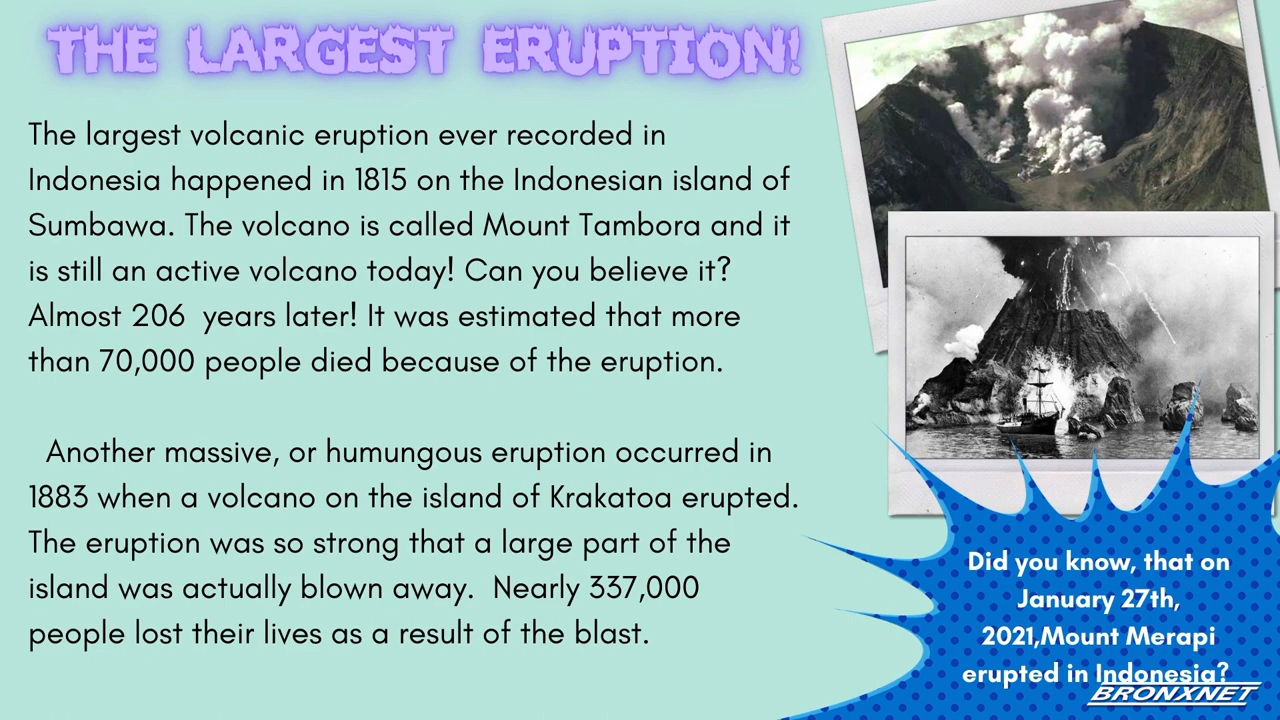 THE LARGEST ERUPTION!
The largest volcanic eruption ever recorded in
Indonesia happened in 1815 on the Indonesian island of
Sumbawa. The volcano is called Mount Tambora and it
is still an active volcano today! Can you believe it?
Almost 206 years later! It was estimated that more
than 70,000 people died because of the eruption.
Another massive, or humungous eruption occurred in
1883 when a volcano on the island of Krakatoa erupted.
The eruption was so strong that a large part of the
island was actually blown away. Nearly 337,000
people lost their lives as a result of the blast.
Did you know, that on
January 27th,
2021,Mount Merapi
erupted in Indonesia?
BRONXNET